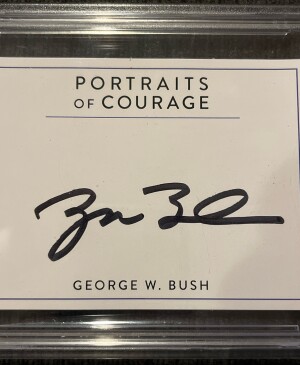 PORTRAITS
OF COURAGE
GEORGE W. BUSH